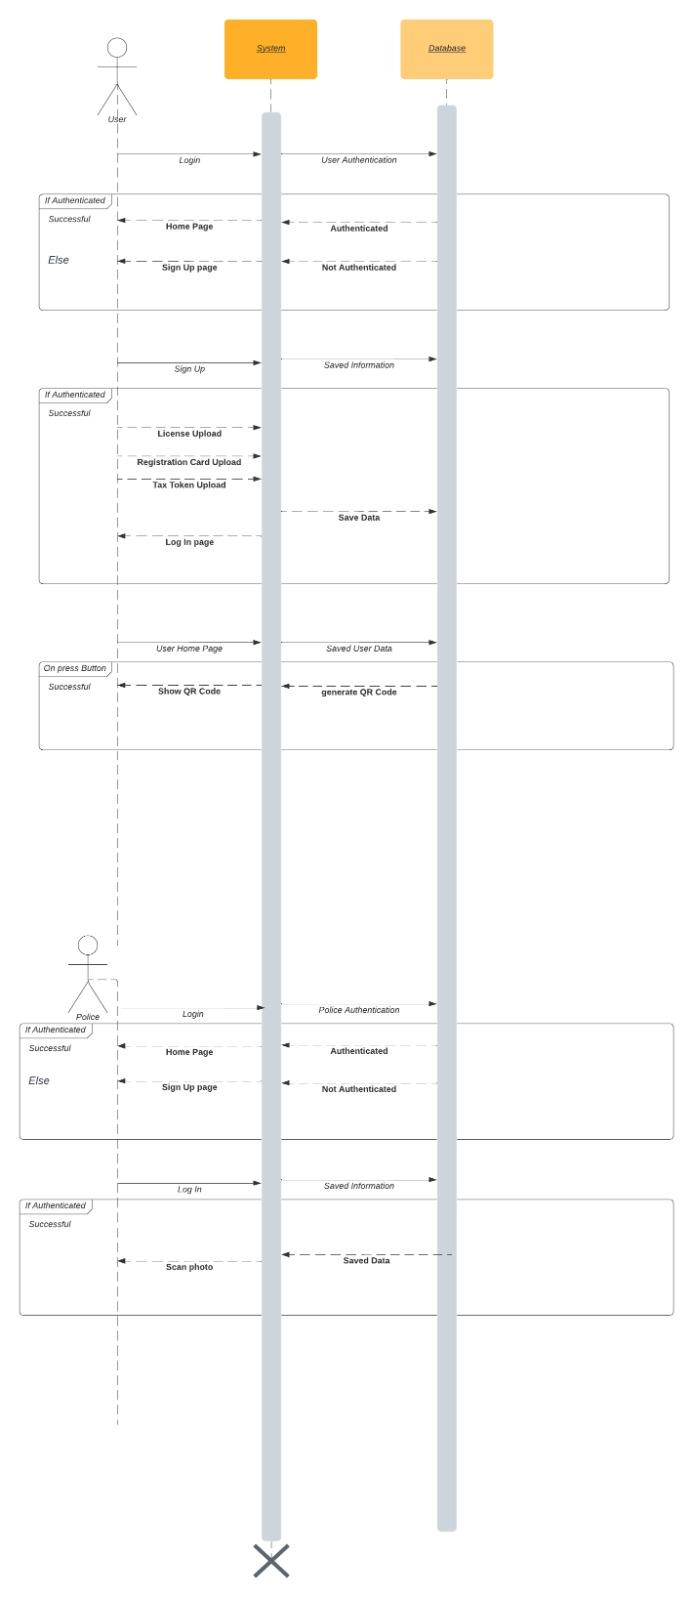 System
Database
User
Login
User Authentication
If Authenticated
Successful
Home Page
Authenticated
Else
Sign Up page
Not Authenticated
Sign Up
Saved Information
If Authenticated
Successful
License Upload
Registration Card Upload
Tax Token Upload
Save Data
Log In page
User Home Page
Saved User Data
On press Button
Successful
Show QR Code
generate QR Code
Police
Login
Police Authentication
If Authenticated
Successful
Home Page
Authenticated
Else
Sign Up page
Not Authenticated
Log In
Saved Information
If Authenticated
Successful
Saved Data
Scan photo